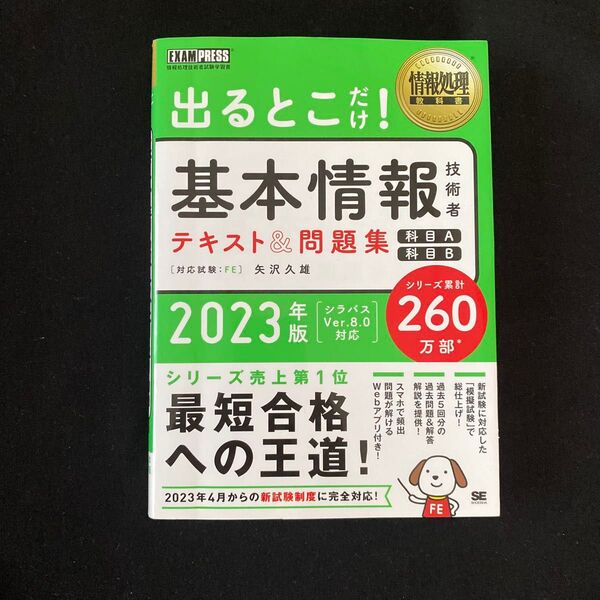 EXAMPRESS
情報処理技術者試験学習書
情報処理
教科書
出るとこだけ！
基本情報
技術者
テキスト&問題集
科目A
科目B
［対応試験：FE］ 矢沢久雄
2023年版
［シラバス
Ver.8.0
対応］
シリーズ累計
260
万部*
シリーズ売上第1位
最短合格
への王道！
2023年4月からの新試験制度に完全対応！
新試験に対応した
「模擬試験」で
総仕上げ！
過去5回分の
過去問題&解答
解説を提供！
スマホで頻出
問題が解ける
Webアプリ付き！
FE
SE
SHOEISHA